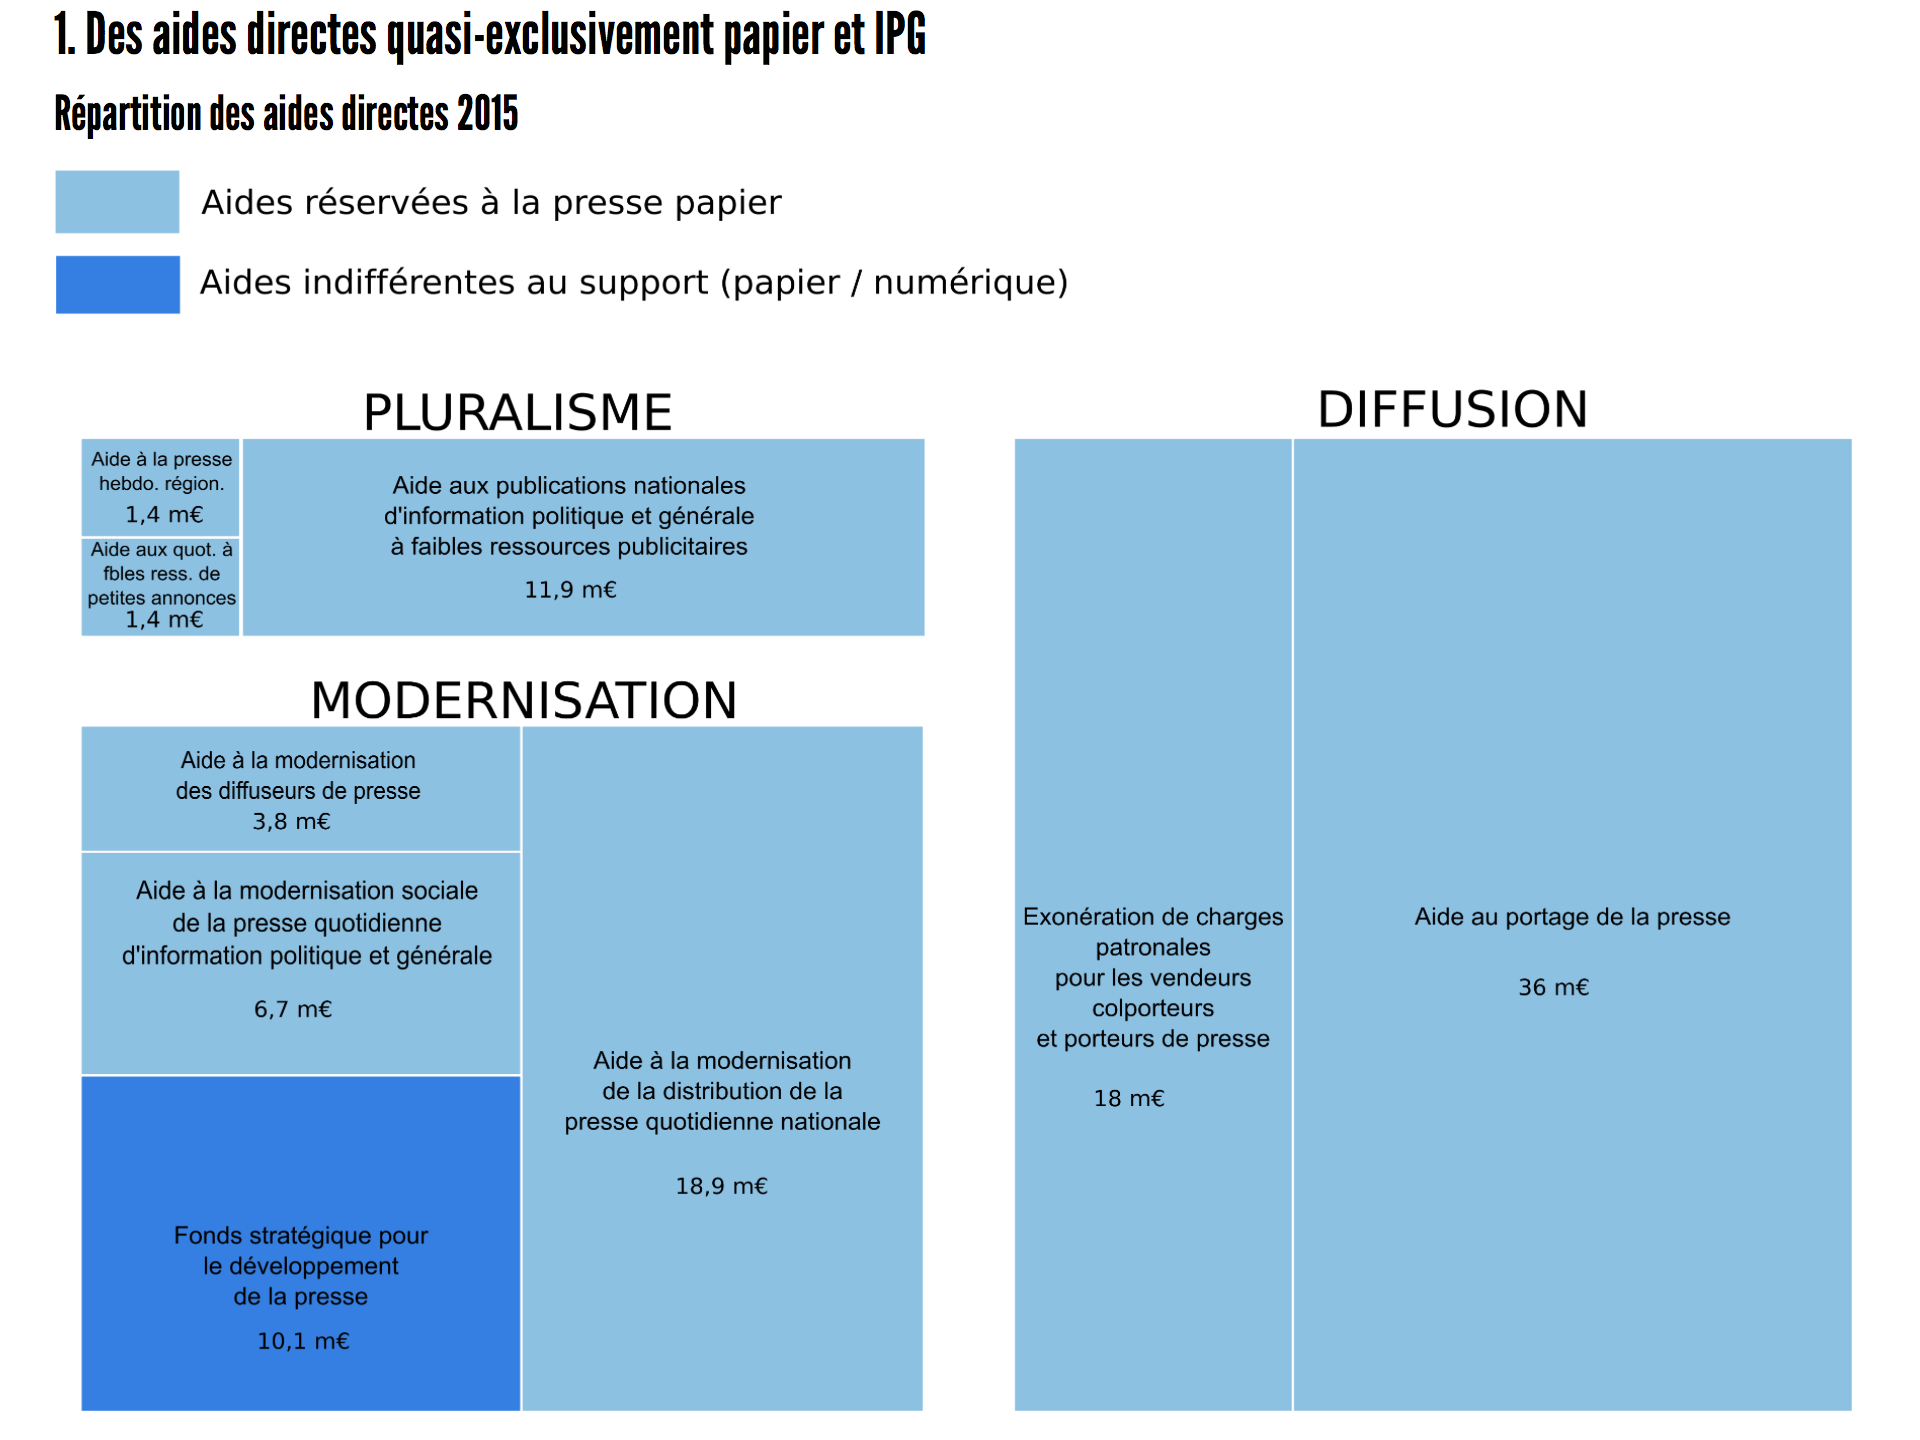 1. Des aides directes quasi-exclusivement papier et IPG
Répartition des aides directes 2015
Aides réservées à la presse papier
Aides indifférentes au support (papier / numérique)
PLURALISME
Aide à la presse
hebdo. région.
1,4 m€
Aide aux quot. à
fbles ress. de
petites annonces
1,4 m€
Aide aux publications nationales
d'information politique et générale
à faibles ressources publicitaires
11,9 m€
MODERNISATION
Aide à la modernisation
des diffuseurs de presse
3,8 m€
Aide à la modernisation sociale
de la presse quotidienne
d'information politique et générale
6,7 m€
Fonds stratégique pour
le développement
de la presse
10,1 m€
Aide à la modernisation
de la distribution de la
presse quotidienne nationale
18,9 m€
DIFFUSION
Exonération de charges
patronales
pour les vendeurs
colporteurs
et porteurs de presse
18 m€
Aide au portage de la presse
36 m€